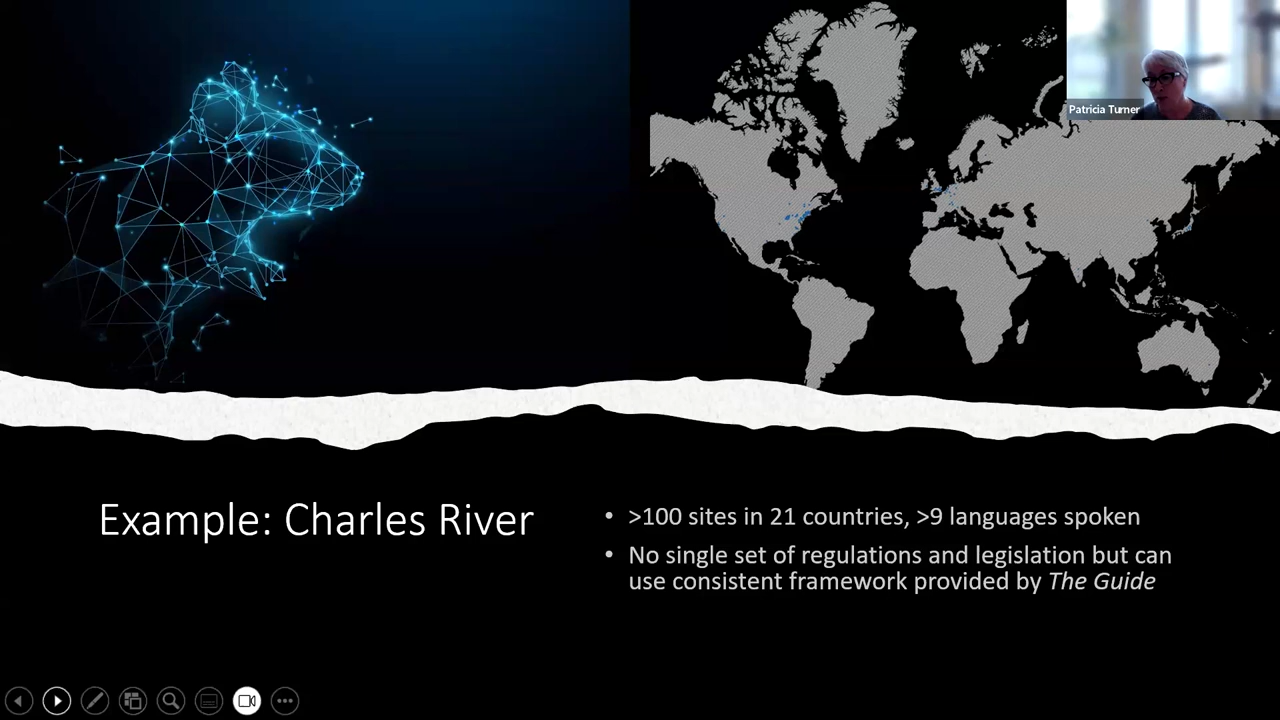 Patricia Turner
Example: Charles River
• >100 sites in 21 countries, >9 languages spoken
• No single set of regulations and legislation but can
use consistent framework provided by The Guide